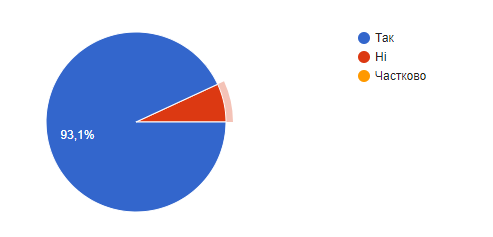 Так
Ні
Частково
93,1%